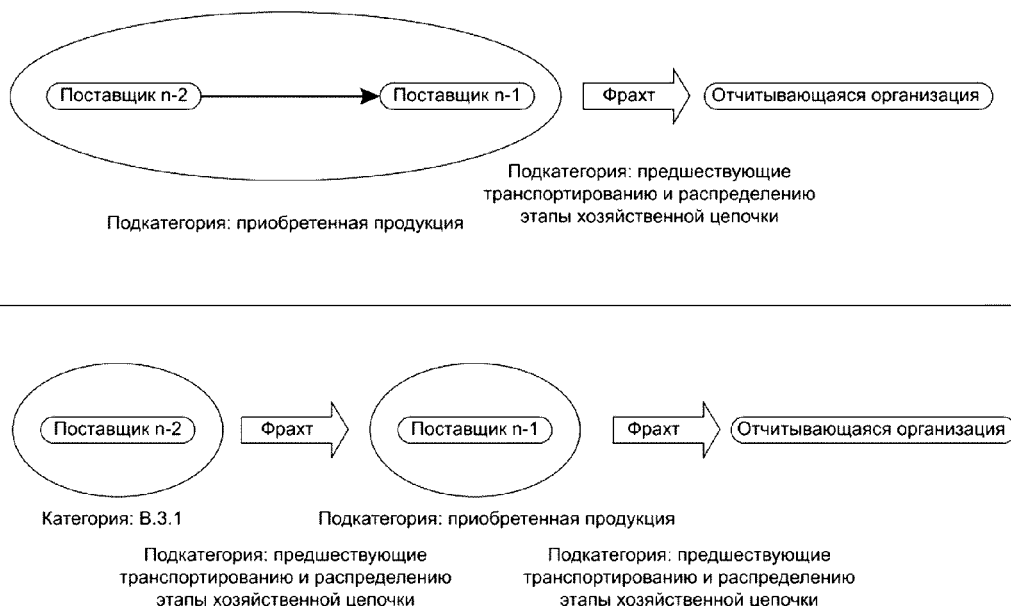 Поставщик n-2
Поставщик n-1
Фрахт
Отчитывающаяся организация
Подкатегория: предшествующие
транспортированию и распределению
этапы хозяйственной цепочки
Подкатегория: приобретенная продукция
Поставщик n-2
Фрахт
Поставщик n-1
Фрахт
Отчитывающаяся организация
Категория: В.3.1
Подкатегория: приобретенная продукция
Подкатегория: предшествующие
транспортированию и распределению
этапы хозяйственной цепочки
Подкатегория: предшествующие
транспортированию и распределению
этапы хозяйственной цепочки